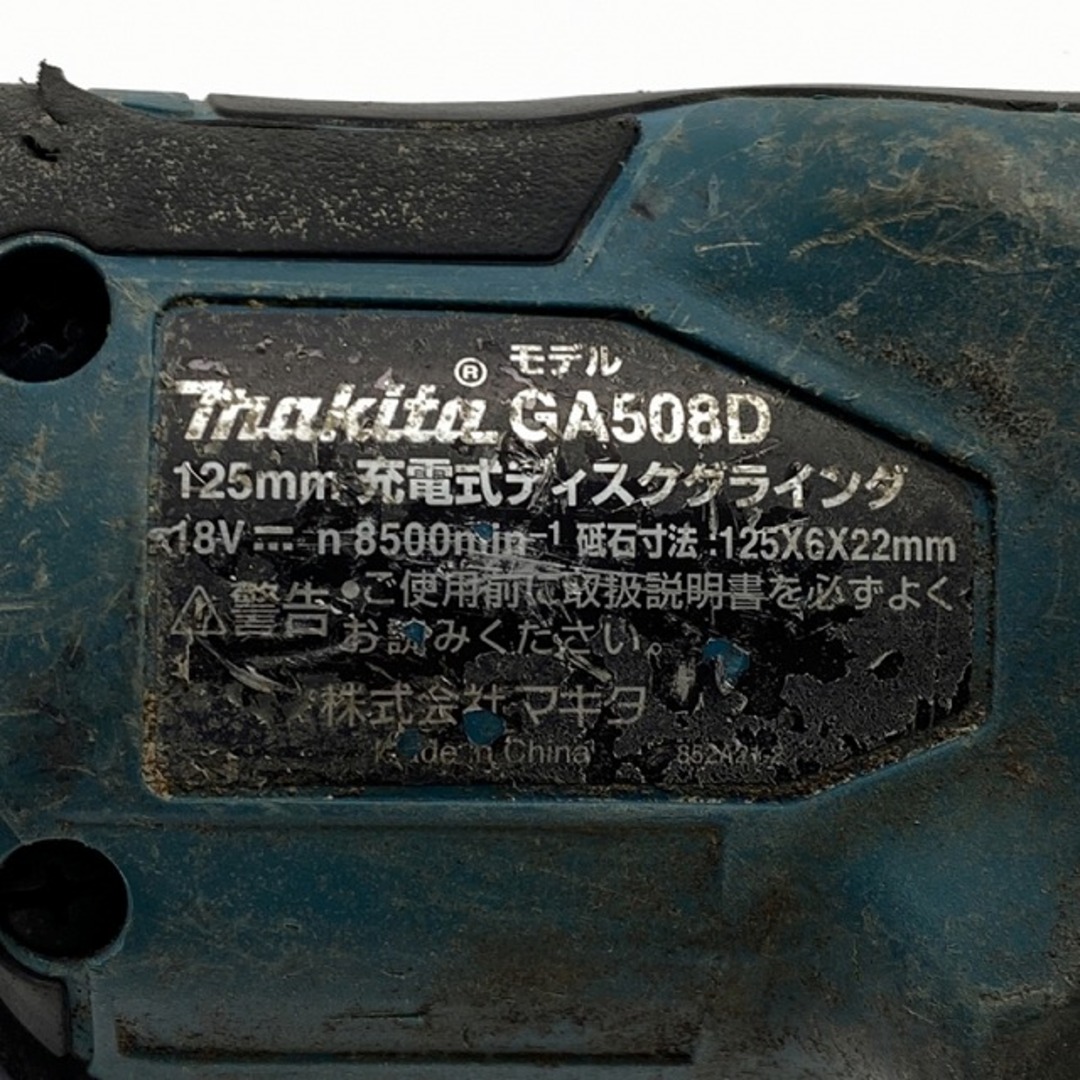 モデル
makita® GA508D
125mm 充電式ディスクグラインダ
18V⎓ n 8500min⁻¹ 砥石寸法:125X6X22mm
⚠警告 •ご使用前に取扱説明書を必ずよく
お読みください。
株式会社マキタ
Made in China